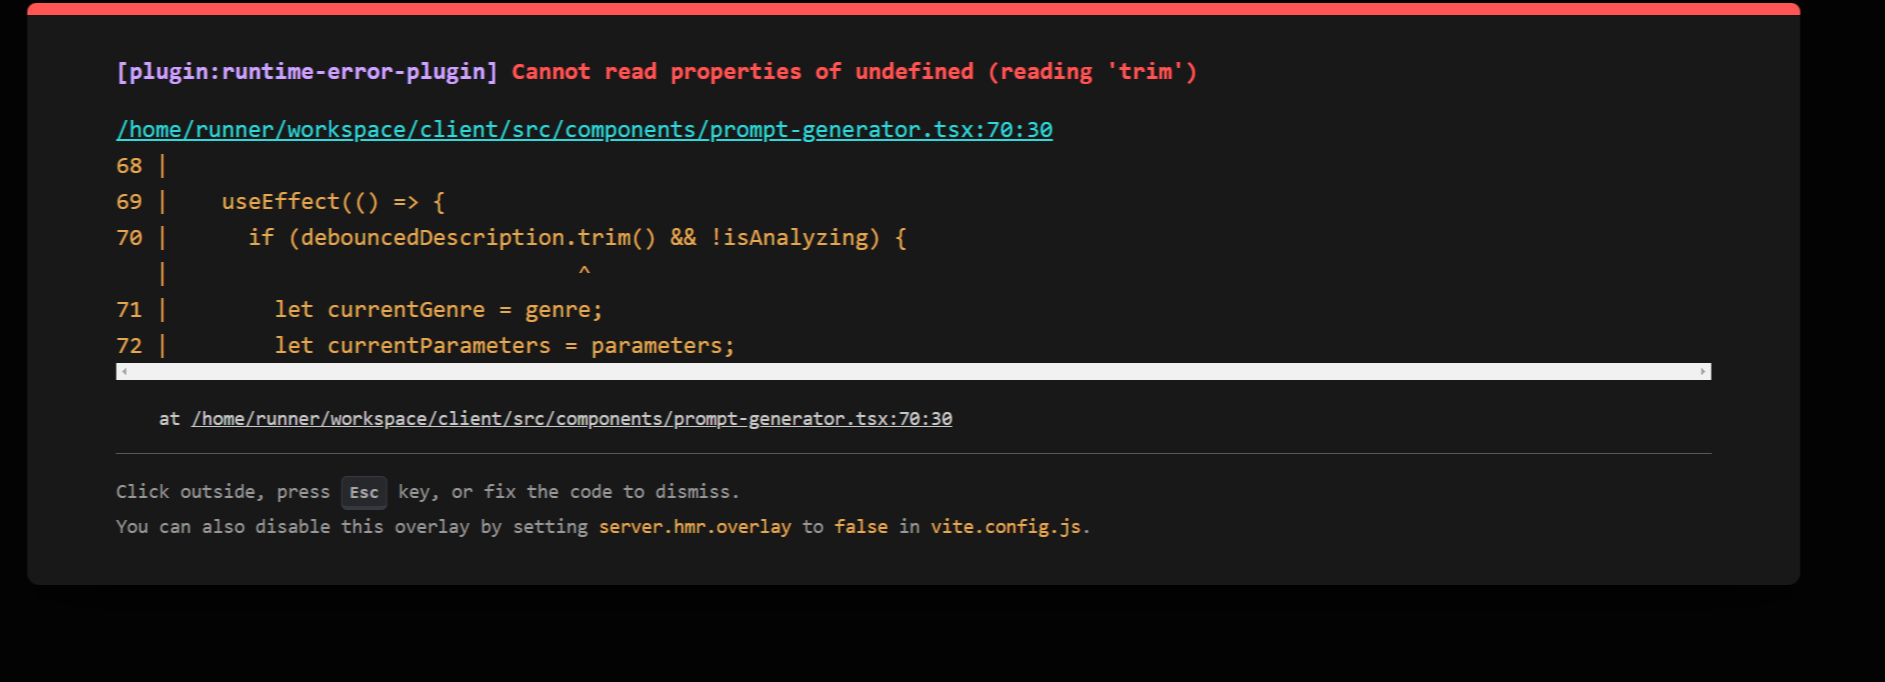 [plugin:runtime-error-plugin] Cannot read properties of undefined (reading 'trim')
/home/runner/workspace/client/src/components/prompt-generator.tsx:70:30
68 |
69 |    useEffect(() => {
70 |      if (debouncedDescription.trim() && !isAnalyzing) {
   |                               ^
71 |        let currentGenre = genre;
72 |        let currentParameters = parameters;
at /home/runner/workspace/client/src/components/prompt-generator.tsx:70:30
Click outside, press Esc key, or fix the code to dismiss.
You can also disable this overlay by setting server.hmr.overlay to false in vite.config.js.